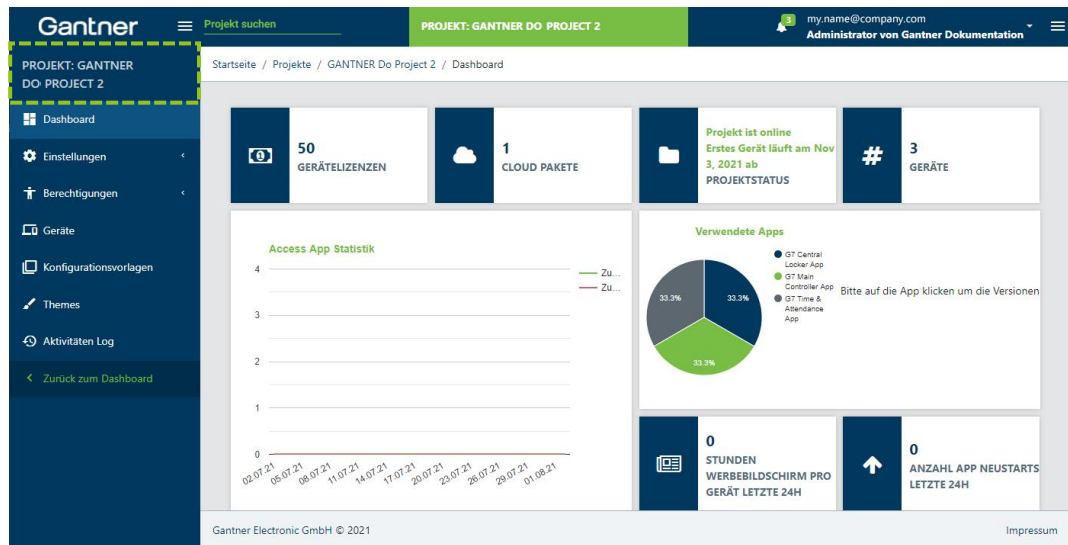 Gantner
Projekt suchen
PROJEKT: GANTNER DO PROJECT 2
3
my.name@company.com
Administrator von Gantner Dokumentation
PROJEKT: GANTNER
DO PROJECT 2
Startseite / Projekte / GANTNER Do Project 2 / Dashboard
Dashboard
Einstellungen
Berechtigungen
Geräte
Konfigurationsvorlagen
Themes
Aktivitäten Log
Zurück zum Dashboard
50
GERÄTELIZENZEN
1
CLOUD PAKETE
Projekt ist online
Erstes Gerät läuft am Nov
3, 2021 ab
PROJEKTSTATUS
#
3
GERÄTE
Access App Statistik
4
3
2
1
0
02.07.21
05.07.21
08.07.21
11.07.21
14.07.21
17.07.21
20.07.21
23.07.21
26.07.21
29.07.21
01.08.21
Zu...
Zu...
Verwendete Apps
33.3%
33.3%
33.3%
G7 Central
Locker App
G7 Main
Controller App
G7 Time &
Attendance
App
Bitte auf die App klicken um die Versionen
0
STUNDEN
WERBEBILDSCHIRM PRO
GERÄT LETZTE 24H
0
ANZAHL APP NEUSTARTS
LETZTE 24H
Gantner Electronic GmbH © 2021
Impressum